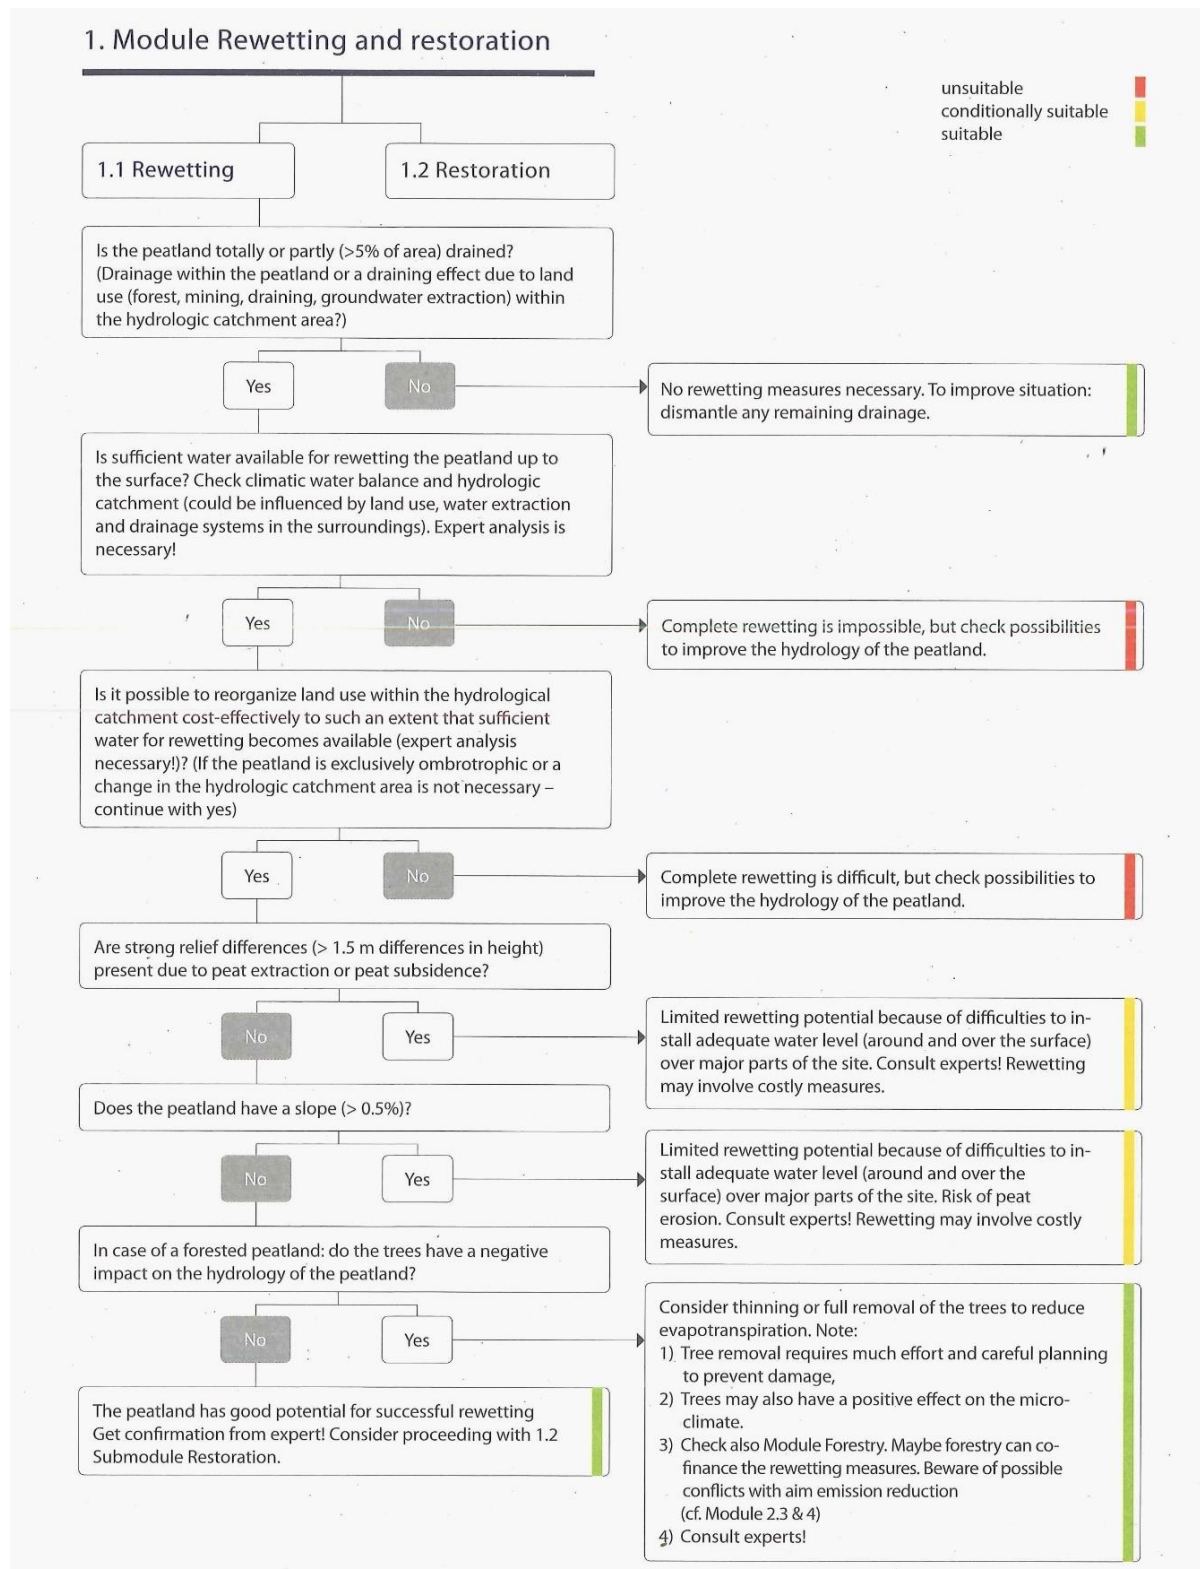 1. Module Rewetting and restoration
unsuitable
conditionally suitable
suitable
1.1 Rewetting
1.2 Restoration
Is the peatland totally or partly (>5% of area) drained?
(Drainage within the peatland or a draining effect due to land
use (forest, mining, draining, groundwater extraction) within
the hydrologic catchment area?)
Yes
No
No rewetting measures necessary. To improve situation:
dismantle any remaining drainage.
Is sufficient water available for rewetting the peatland up to
the surface? Check climatic water balance and hydrologic
catchment (could be influenced by land use, water extraction
and drainage systems in the surroundings). Expert analysis is
necessary!
Yes
No
Complete rewetting is impossible, but check possibilities
to improve the hydrology of the peatland.
Is it possible to reorganize land use within the hydrological
catchment cost-effectively to such an extent that sufficient
water for rewetting becomes available (expert analysis
necessary!)? (If the peatland is exclusively ombrotrophic or a
change in the hydrologic catchment area is not necessary –
continue with yes)
Yes
No
Complete rewetting is difficult, but check possibilities to
improve the hydrology of the peatland.
Are strong relief differences (> 1.5 m differences in height)
present due to peat extraction or peat subsidence?
No
Yes
Limited rewetting potential because of difficulties to in-
stall adequate water level (around and over the surface)
over major parts of the site. Consult experts! Rewetting
may involve costly measures.
Does the peatland have a slope (> 0.5%)?
No
Yes
Limited rewetting potential because of difficulties to in-
stall adequate water level (around and over the
surface) over major parts of the site. Risk of peat
erosion. Consult experts! Rewetting may involve costly
measures.
In case of a forested peatland: do the trees have a negative
impact on the hydrology of the peatland?
No
Yes
Consider thinning or full removal of the trees to reduce
evapotranspiration. Note:
1) Tree removal requires much effort and careful planning
to prevent damage,
2) Trees may also have a positive effect on the micro-
climate.
3) Check also Module Forestry. Maybe forestry can co-
finance the rewetting measures. Beware of possible
conflicts with aim emission reduction
(cf. Module 2.3 & 4)
4) Consult experts!
The peatland has good potential for successful rewetting
Get confirmation from expert! Consider proceeding with 1.2
Submodule Restoration.